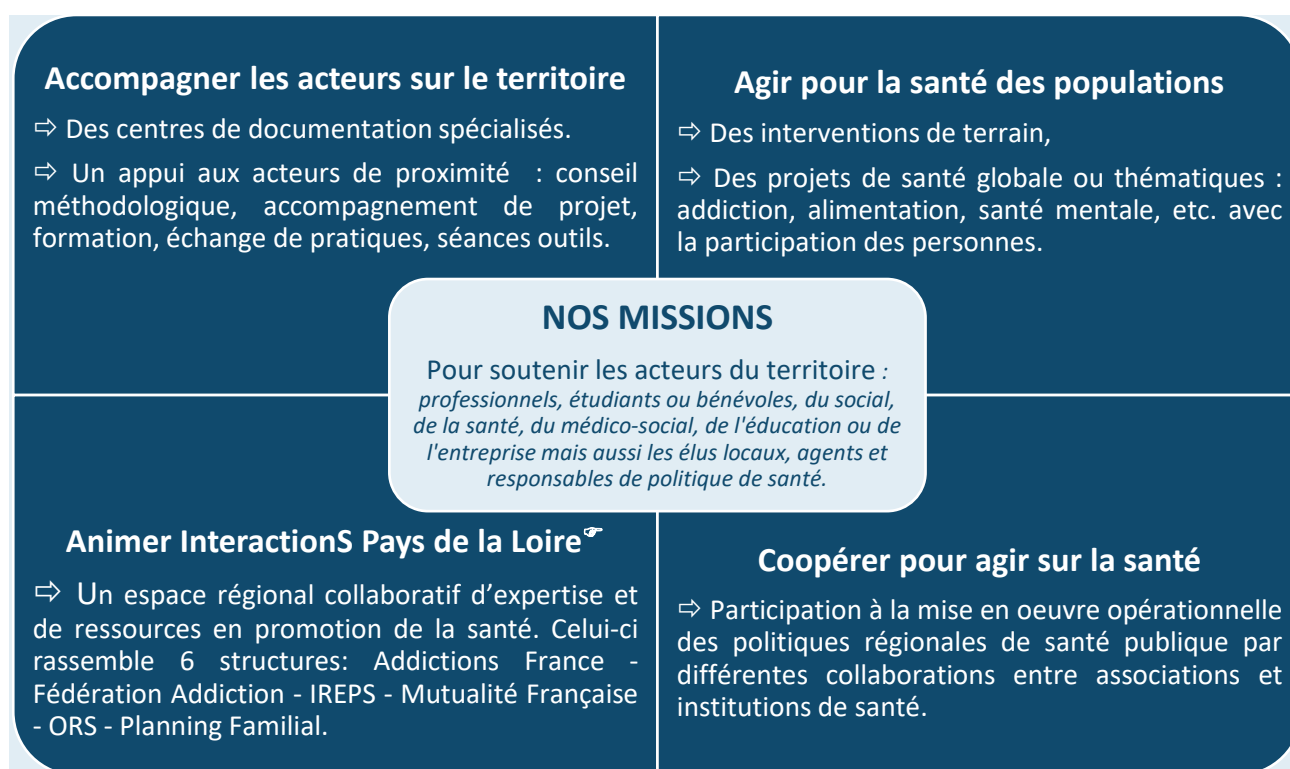 Accompagner les acteurs sur le territoire
⇨ Des centres de documentation spécialisés.
⇨ Un appui aux acteurs de proximité : conseil
méthodologique, accompagnement de projet,
formation, échange de pratiques, séances outils.
Agir pour la santé des populations
⇨ Des interventions de terrain,
⇨ Des projets de santé globale ou thématiques :
addiction, alimentation, santé mentale, etc. avec
la participation des personnes.
NOS MISSIONS
Pour soutenir les acteurs du territoire :
professionnels, étudiants ou bénévoles, du social,
de la santé, du médico-social, de l'éducation ou de
l'entreprise mais aussi les élus locaux, agents et
responsables de politique de santé.
Animer InteractionS Pays de la Loire☞
⇨ Un espace régional collaboratif d’expertise et
de ressources en promotion de la santé. Celui-ci
rassemble 6 structures: Addictions France -
Fédération Addiction - IREPS - Mutualité Française
- ORS - Planning Familial.
Coopérer pour agir sur la santé
⇨ Participation à la mise en oeuvre opérationnelle
des politiques régionales de santé publique par
différentes collaborations entre associations et
institutions de santé.